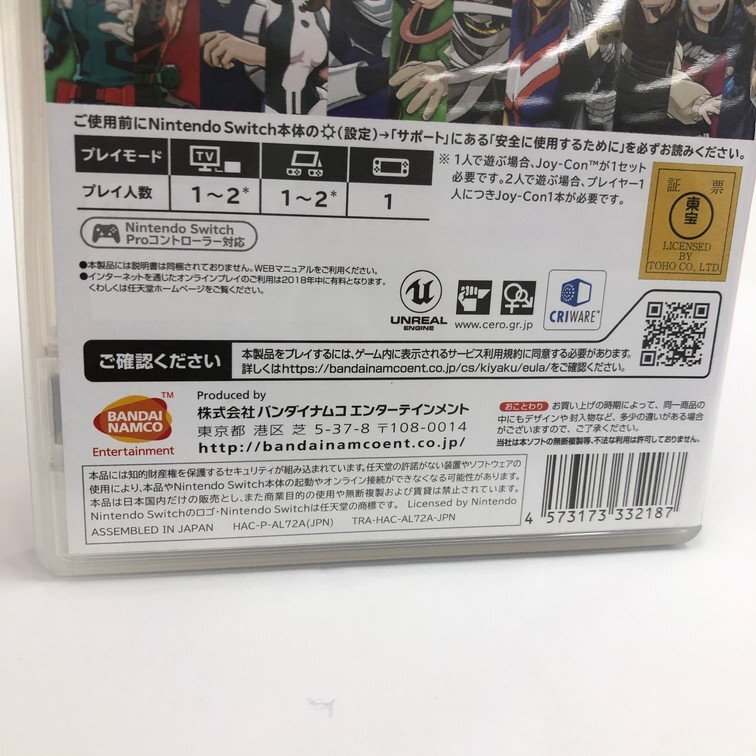 ご使用前にNintendo Switch本体の(設定)→「サポート」にある「安全に使用するために」を必ずお読みください。
プレイモード TV
プレイ人数 1～2* 1～2* 1
※1人で遊ぶ場合、Joy-Con™が1セット
必要です。2人で遊ぶ場合、プレイヤー1
人につきJoy-Con1本が必要です。
証 票
東宝
LICENSED
BY
TOHO CO., LTD.
Nintendo Switch
Proコントローラー対応
●本製品には説明書は同梱されておりません。WEBマニュアルをご利用ください。
●インターネットを通じたオンラインプレイのご利用は2018年中に有料となります。
くわしくは任天堂ホームページをご覧ください。
UNREAL
ENGINE
www.cero.gr.jp
CRIWARE™
ご確認ください
本製品をプレイするには、ゲーム内に表示されるサービス利用規約に同意する必要があります。
詳しくはhttps://bandainamcoent.co.jp/cs/kiyaku/eula/をご確認ください。
BANDAI
NAMCO
™
Entertainment
Produced by
株式会社 バンダイナムコ エンターテインメント
東京都 港区 芝 5-37-8 〒108-0014
http://bandainamcoent.co.jp/
おことわり お買い上げの時期によって、同一商品の
中にもデザインや封入物など、多少の違いがある場合
がございますので、ご了承ください。
当社は本ソフトの無断複製等、不法な利用は許可しておりません。
本品には知的財産権を保護するセキュリティが組み込まれています。任天堂の許諾がない装置やソフトウェアの
使用により、本品やNintendo Switch本体の起動やオンライン接続ができなくなる可能性があります。
本品は日本国内だけの販売とし、また商業目的の使用や無断複製および賃貸は禁止されています。
Nintendo Switchのロゴ・Nintendo Switchは任天堂の商標です。 Licensed by Nintendo
ASSEMBLED IN JAPAN HAC-P-AL72A(JPN) TRA-HAC-AL72A-JPN
4 573173 332187